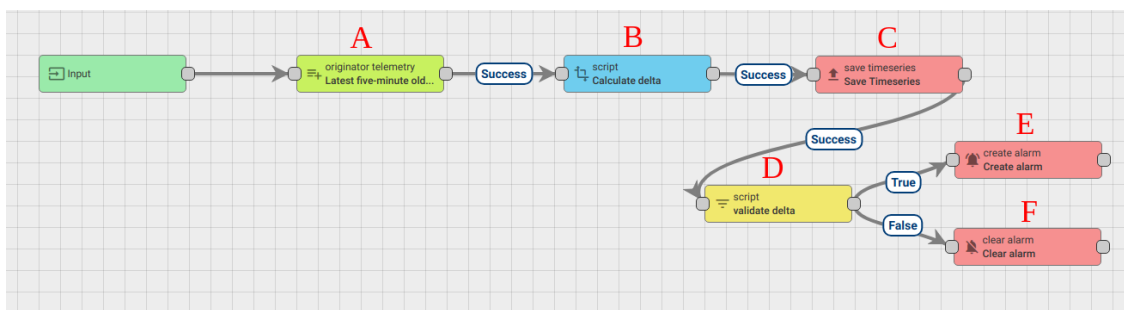 A
B
C
Input
originator telemetry
Latest five-minute old...
Success
script
Calculate delta
Success
save timeseries
Save Timeseries
Success
D
script
validate delta
True
False
E
create alarm
Create alarm
F
clear alarm
Clear alarm